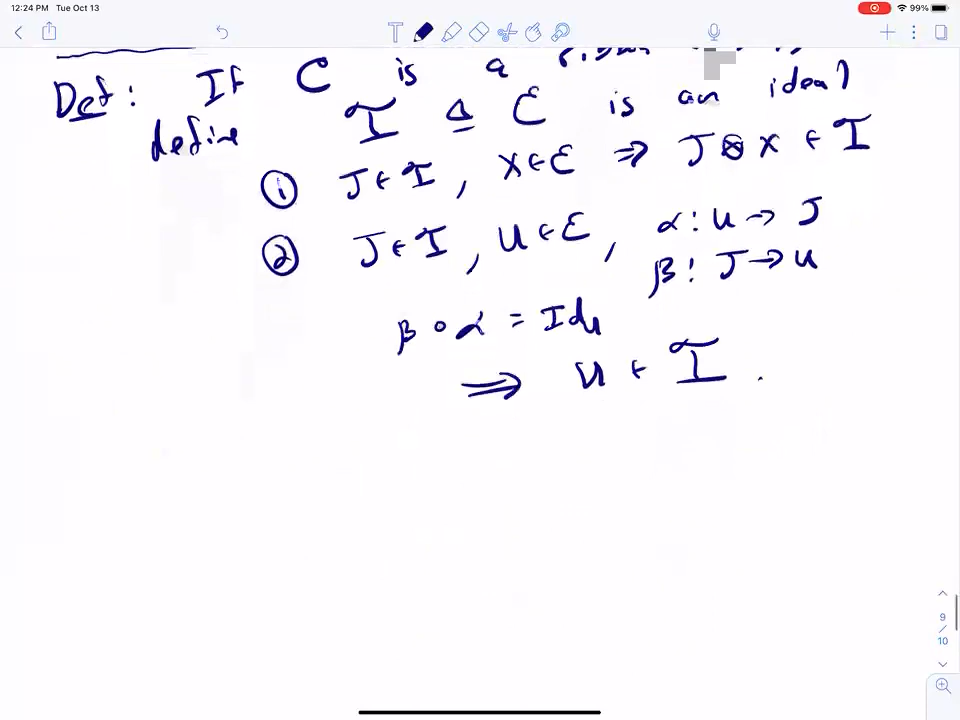 12:24 PM Tue Oct 13
99%
Def: If C is a
define I ⊴ C is an ideal
① J ∈ I, X ∈ C ⇒ J ⊗ X ∈ I
② J ∈ I, U ∈ C, α: U → J
β: J → U
β ∘ α = Id_U
⇒ U ∈ I.
9
/
10